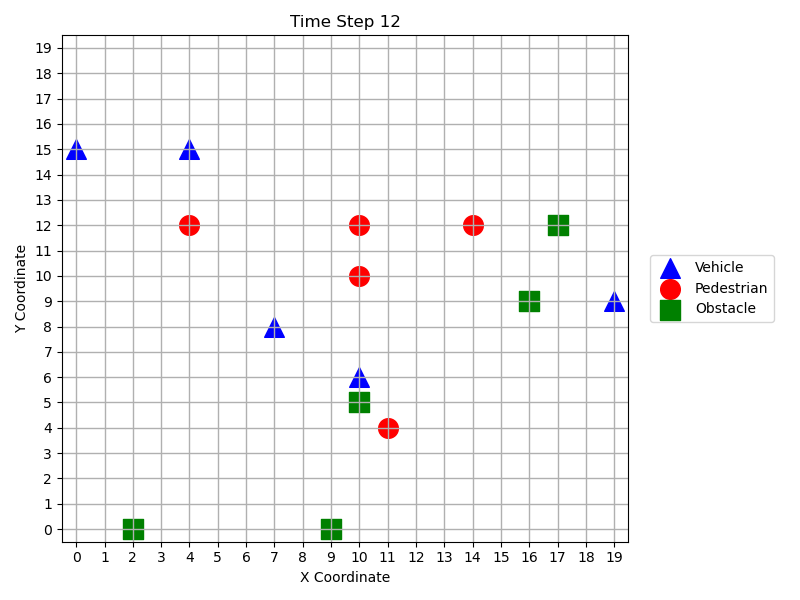 Time Step 12
19
18
17
16
15
14
13
12
11
10
9
8
7
6
5
4
3
2
1
0
Y Coordinate
0 1 2 3 4 5 6 7 8 9 10 11 12 13 14 15 16 17 18 19
X Coordinate
Vehicle
Pedestrian
Obstacle